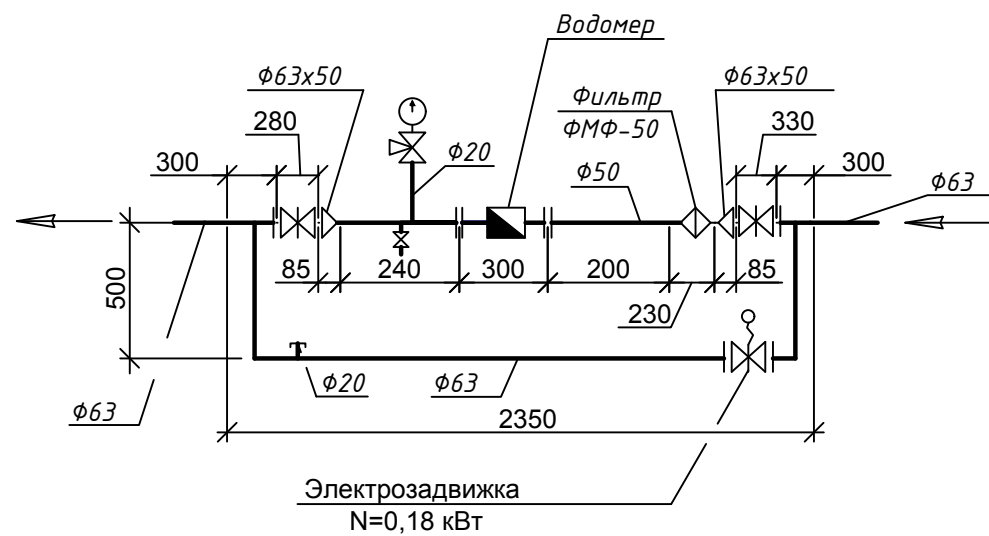 Водомер
Ф63х50
Фильтр
ФМФ-50
Ф63х50
300
280
Ф20
Ф50
330
300
Ф63
500
85
240
300
200
230
85
Ф63
Ф20
Ф63
2350
Электрозадвижка
N=0,18 кВт